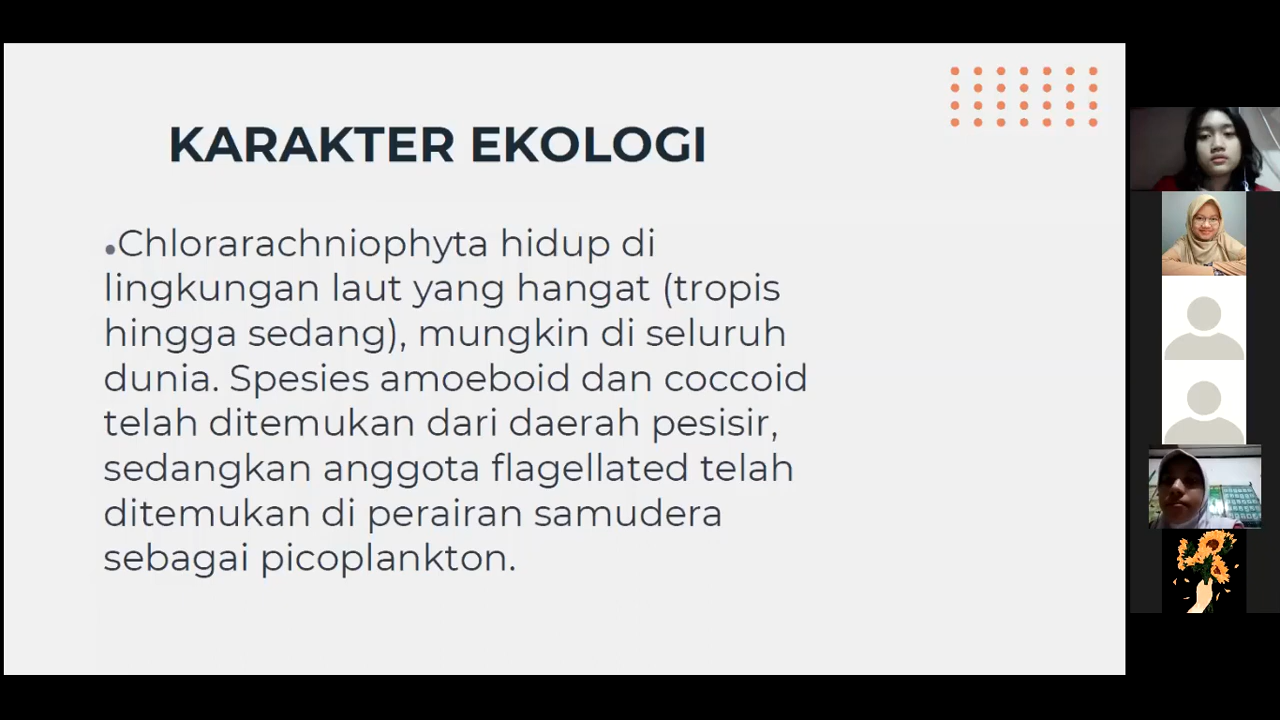 KARAKTER EKOLOGI
•Chlorarachniophyta hidup di
lingkungan laut yang hangat (tropis
hingga sedang), mungkin di seluruh
dunia. Spesies amoeboid dan coccoid
telah ditemukan dari daerah pesisir,
sedangkan anggota flagellated telah
ditemukan di perairan samudera
sebagai picoplankton.